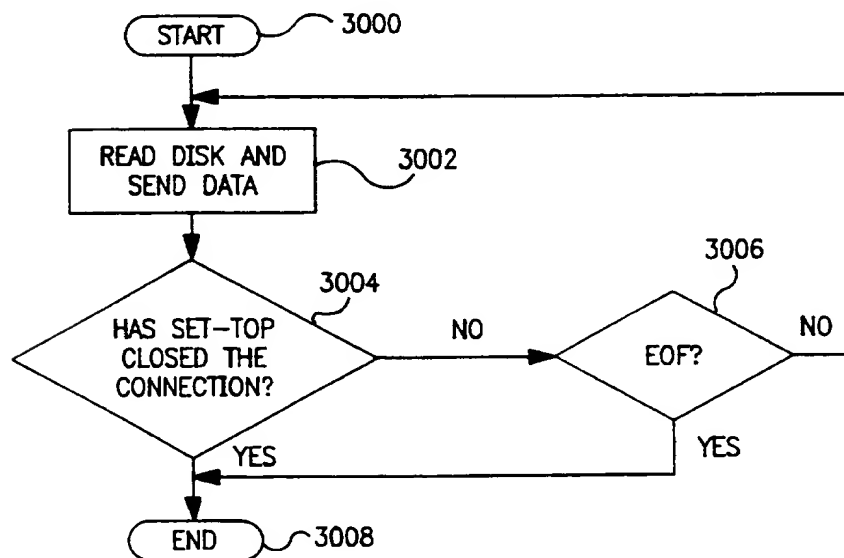 START
3000
READ DISK AND
SEND DATA
3002
HAS SET-TOP
CLOSED THE
CONNECTION?
3004
NO
EOF?
3006
NO
YES
YES
END
3008